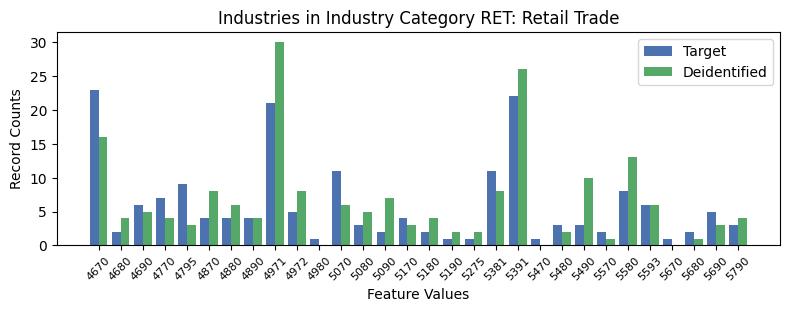 Industries in Industry Category RET: Retail Trade
Target
Deidentified
Record Counts
30
25
20
15
10
5
0
4670 4680 4690 4770 4795 4870 4880 4890 4971 4972 4980 5070 5080 5090 5170 5180 5190 5275 5381 5391 5470 5480 5490 5570 5580 5593 5670 5680 5690 5790
Feature Values